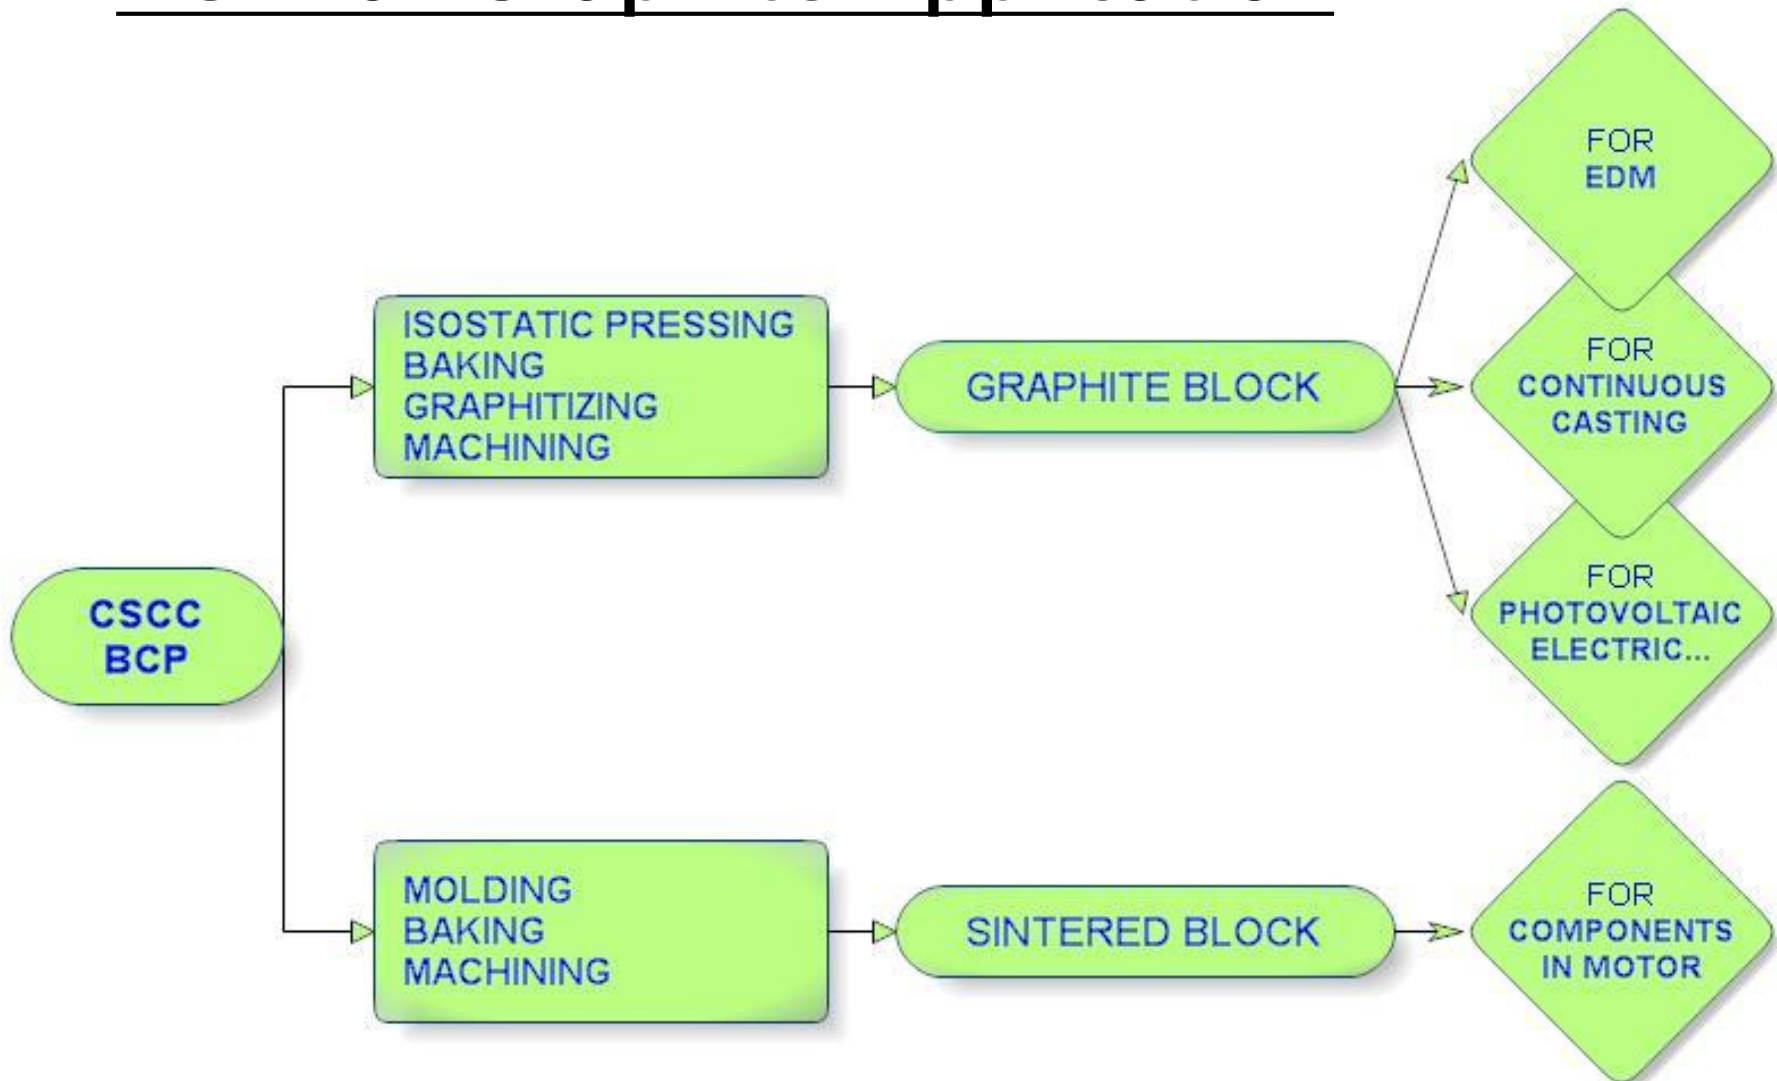 CSCC
BCP
ISOSTATIC PRESSING
BAKING
GRAPHITIZING
MACHINING
GRAPHITE BLOCK
FOR
EDM
FOR
CONTINUOUS
CASTING
FOR
PHOTOVOLTAIC
ELECTRIC...
MOLDING
BAKING
MACHINING
SINTERED BLOCK
FOR
COMPONENTS
IN MOTOR